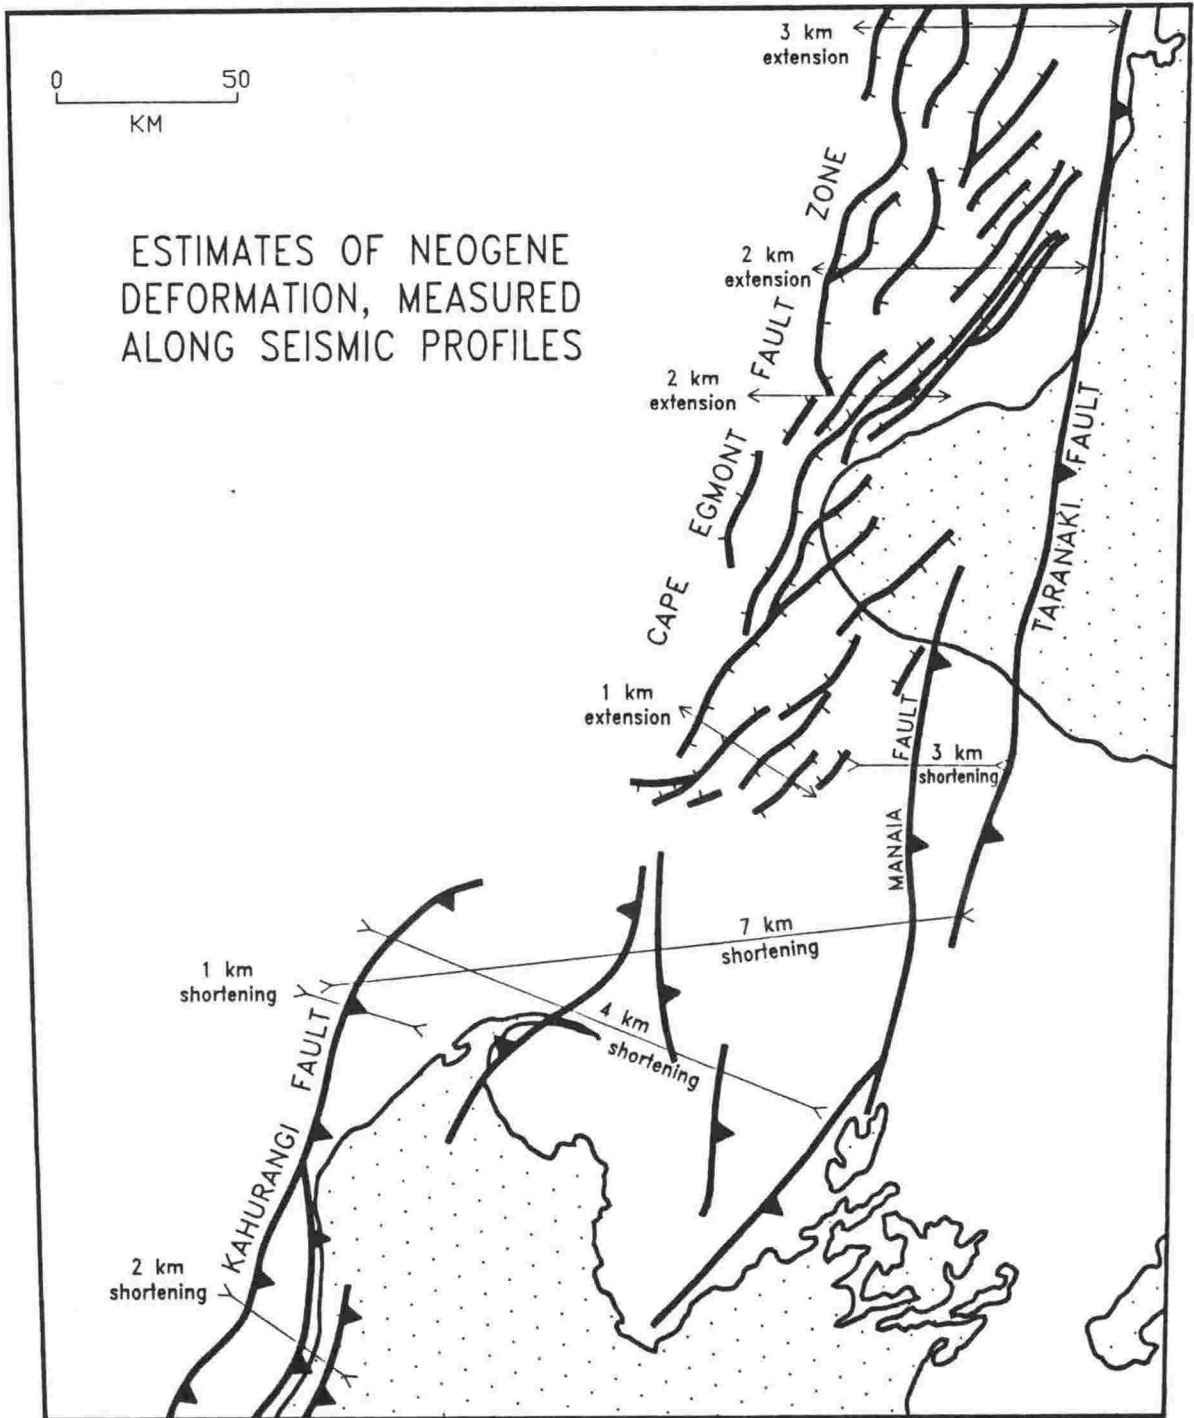 3 km
extension
0 50
KM
ZONE
ESTIMATES OF NEOGENE
DEFORMATION, MEASURED
ALONG SEISMIC PROFILES
2 km
extension
FAULT
2 km
extension
TARANAKI FAULT
EGMONT
CAPE
1 km
extension
FAULT
3 km
shortening
MANAIA
7 km
shortening
1 km
shortening
4 km
shortening
KAHURANGI FAULT
2 km
shortening